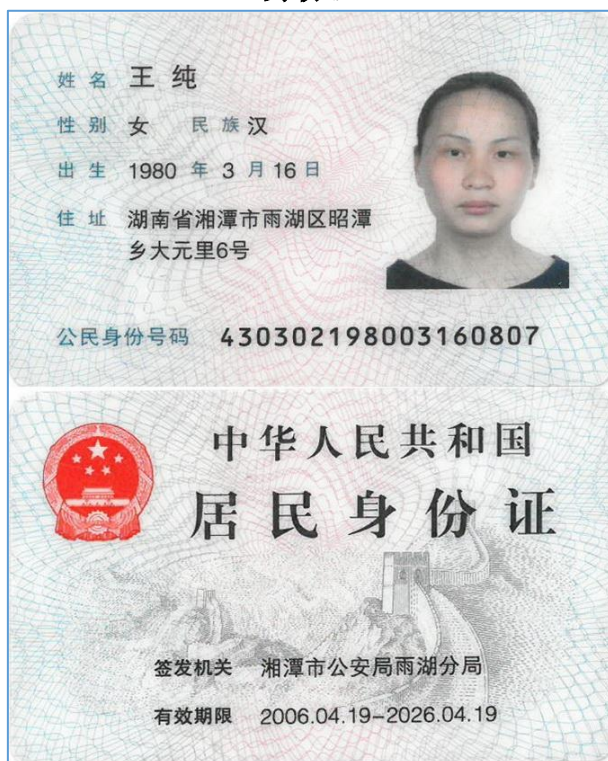 姓名 王纯
性别 女 民族 汉
出生 1980 年 3 月 16 日
住址 湖南省湘潭市雨湖区昭潭
乡大元里6号
公民身份号码 430302198003160807
中华人民共和国
居民身份证
签发机关 湘潭市公安局雨湖分局
有效期限 2006.04.19-2026.04.19